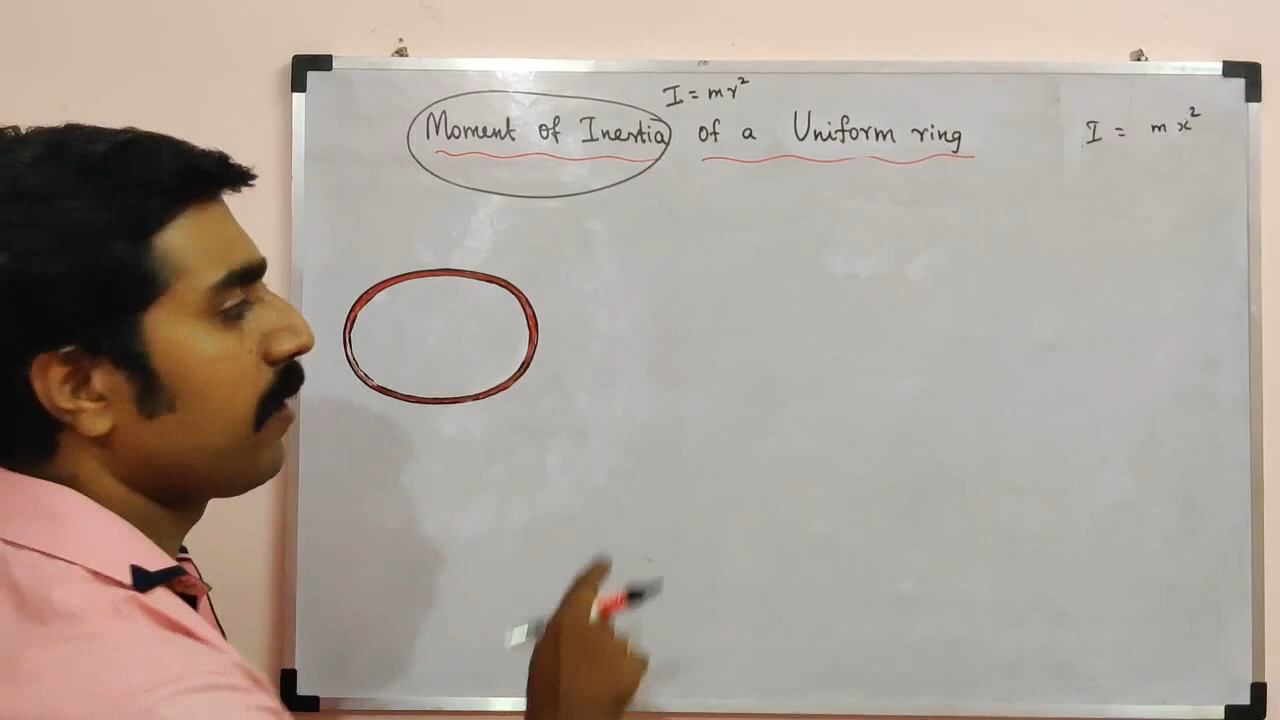 I = mr²
Moment of Inertia of a Uniform ring
I = mx²